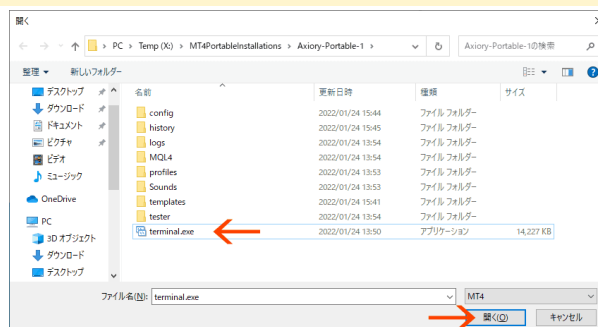 開く
PC › Temp (X:) › MT4PortableInstallations › Axiory-Portable-1 ›
Axiory-Portable-1の検索
整理 新しいフォルダー
デスクトップ
ダウンロード
ドキュメント
ピクチャ
ビデオ
ミュージック
OneDrive
PC
3D オブジェクト
ダウンロード
デスクトップ
名前 更新日時 種類 サイズ
config 2022/01/24 15:44 ファイル フォルダー
history 2022/01/24 15:45 ファイル フォルダー
logs 2022/01/24 13:54 ファイル フォルダー
MQL4 2022/01/24 13:54 ファイル フォルダー
profiles 2022/01/24 13:53 ファイル フォルダー
Sounds 2022/01/24 13:53 ファイル フォルダー
templates 2022/01/24 15:41 ファイル フォルダー
tester 2022/01/24 13:54 ファイル フォルダー
terminal.exe 2022/01/24 13:50 アプリケーション 14,227 KB
ファイル名(N): terminal.exe
MT4
開く(O) キャンセル